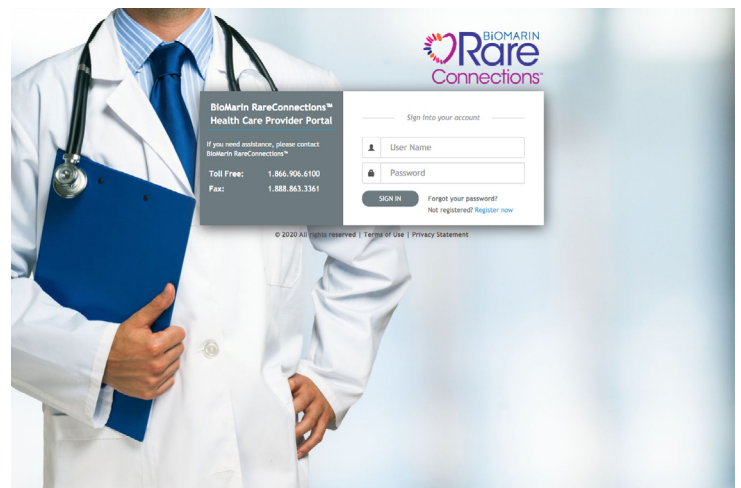 BiOMARIN
Rare
Connections™
BioMarin RareConnections™
Health Care Provider Portal
If you need assistance, please contact
BioMarin RareConnections™
Toll Free: 1.866.906.6100
Fax: 1.888.863.3361
Sign Into your account
User Name
Password
SIGN IN
Forgot your password?
Not registered? Register now
© 2020 All rights reserved | Terms of Use | Privacy Statement